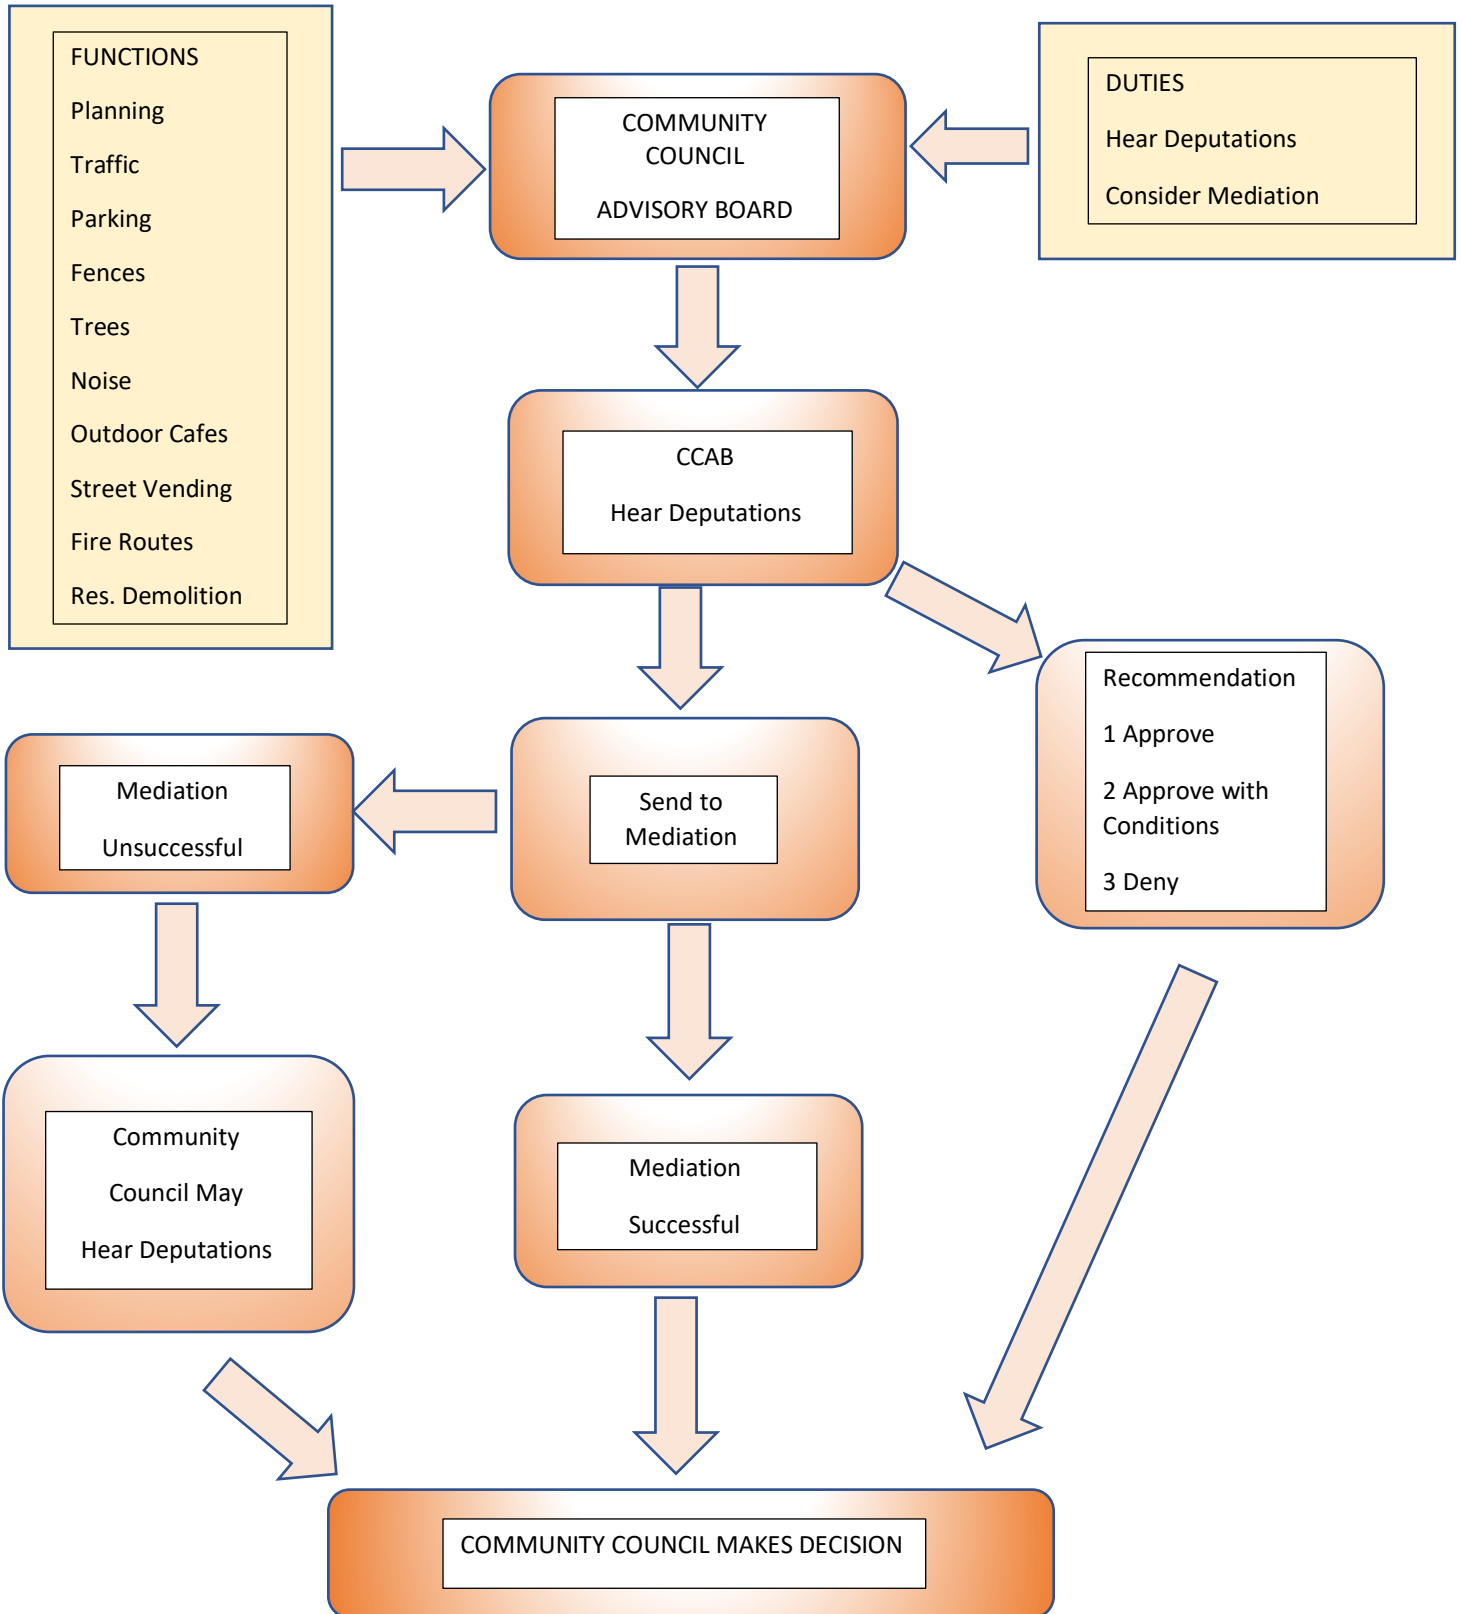 FUNCTIONS
Planning
Traffic
Parking
Fences
Trees
Noise
Outdoor Cafes
Street Vending
Fire Routes
Res. Demolition
COMMUNITY
COUNCIL
ADVISORY BOARD
DUTIES
Hear Deputations
Consider Mediation
CCAB
Hear Deputations
Recommendation
1 Approve
2 Approve with
Conditions
3 Deny
Mediation
Unsuccessful
Send to
Mediation
Community
Council May
Hear Deputations
Mediation
Successful
COMMUNITY COUNCIL MAKES DECISION